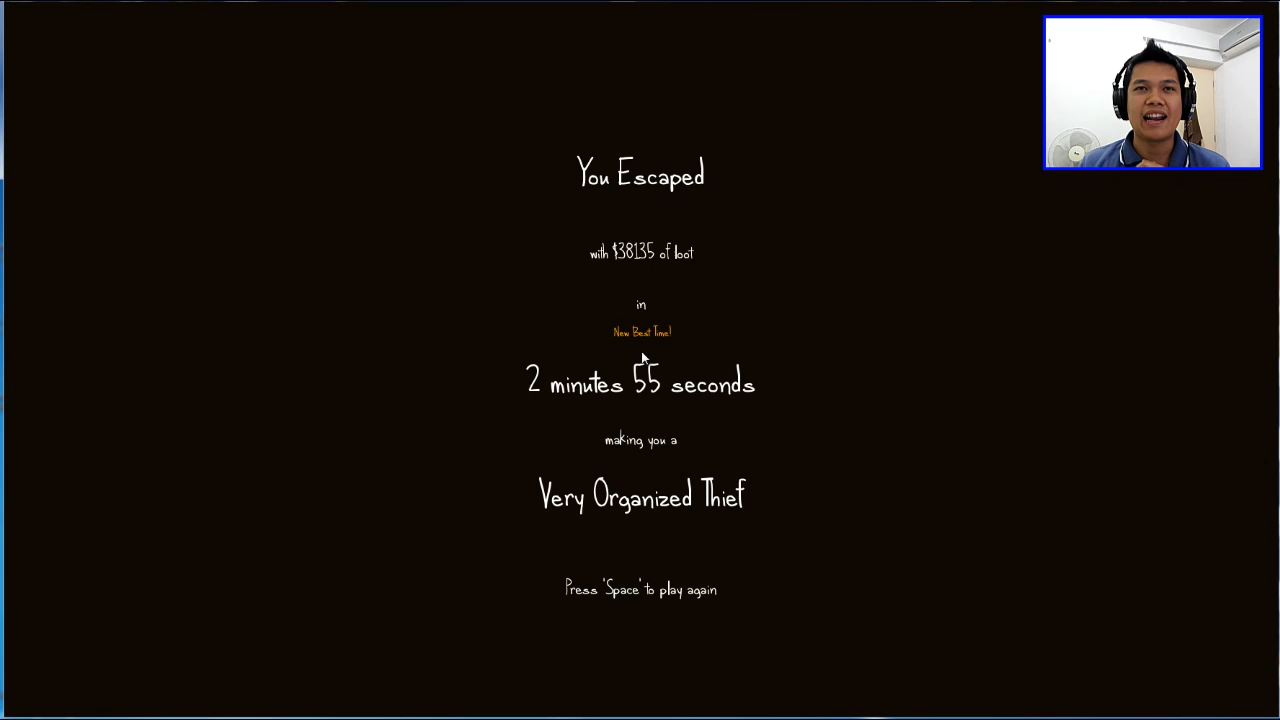 You Escaped
with $38135 of loot
in
New Best Time!
2 minutes 55 seconds
making you a
Very Organized Thief
Press 'Space' to play again